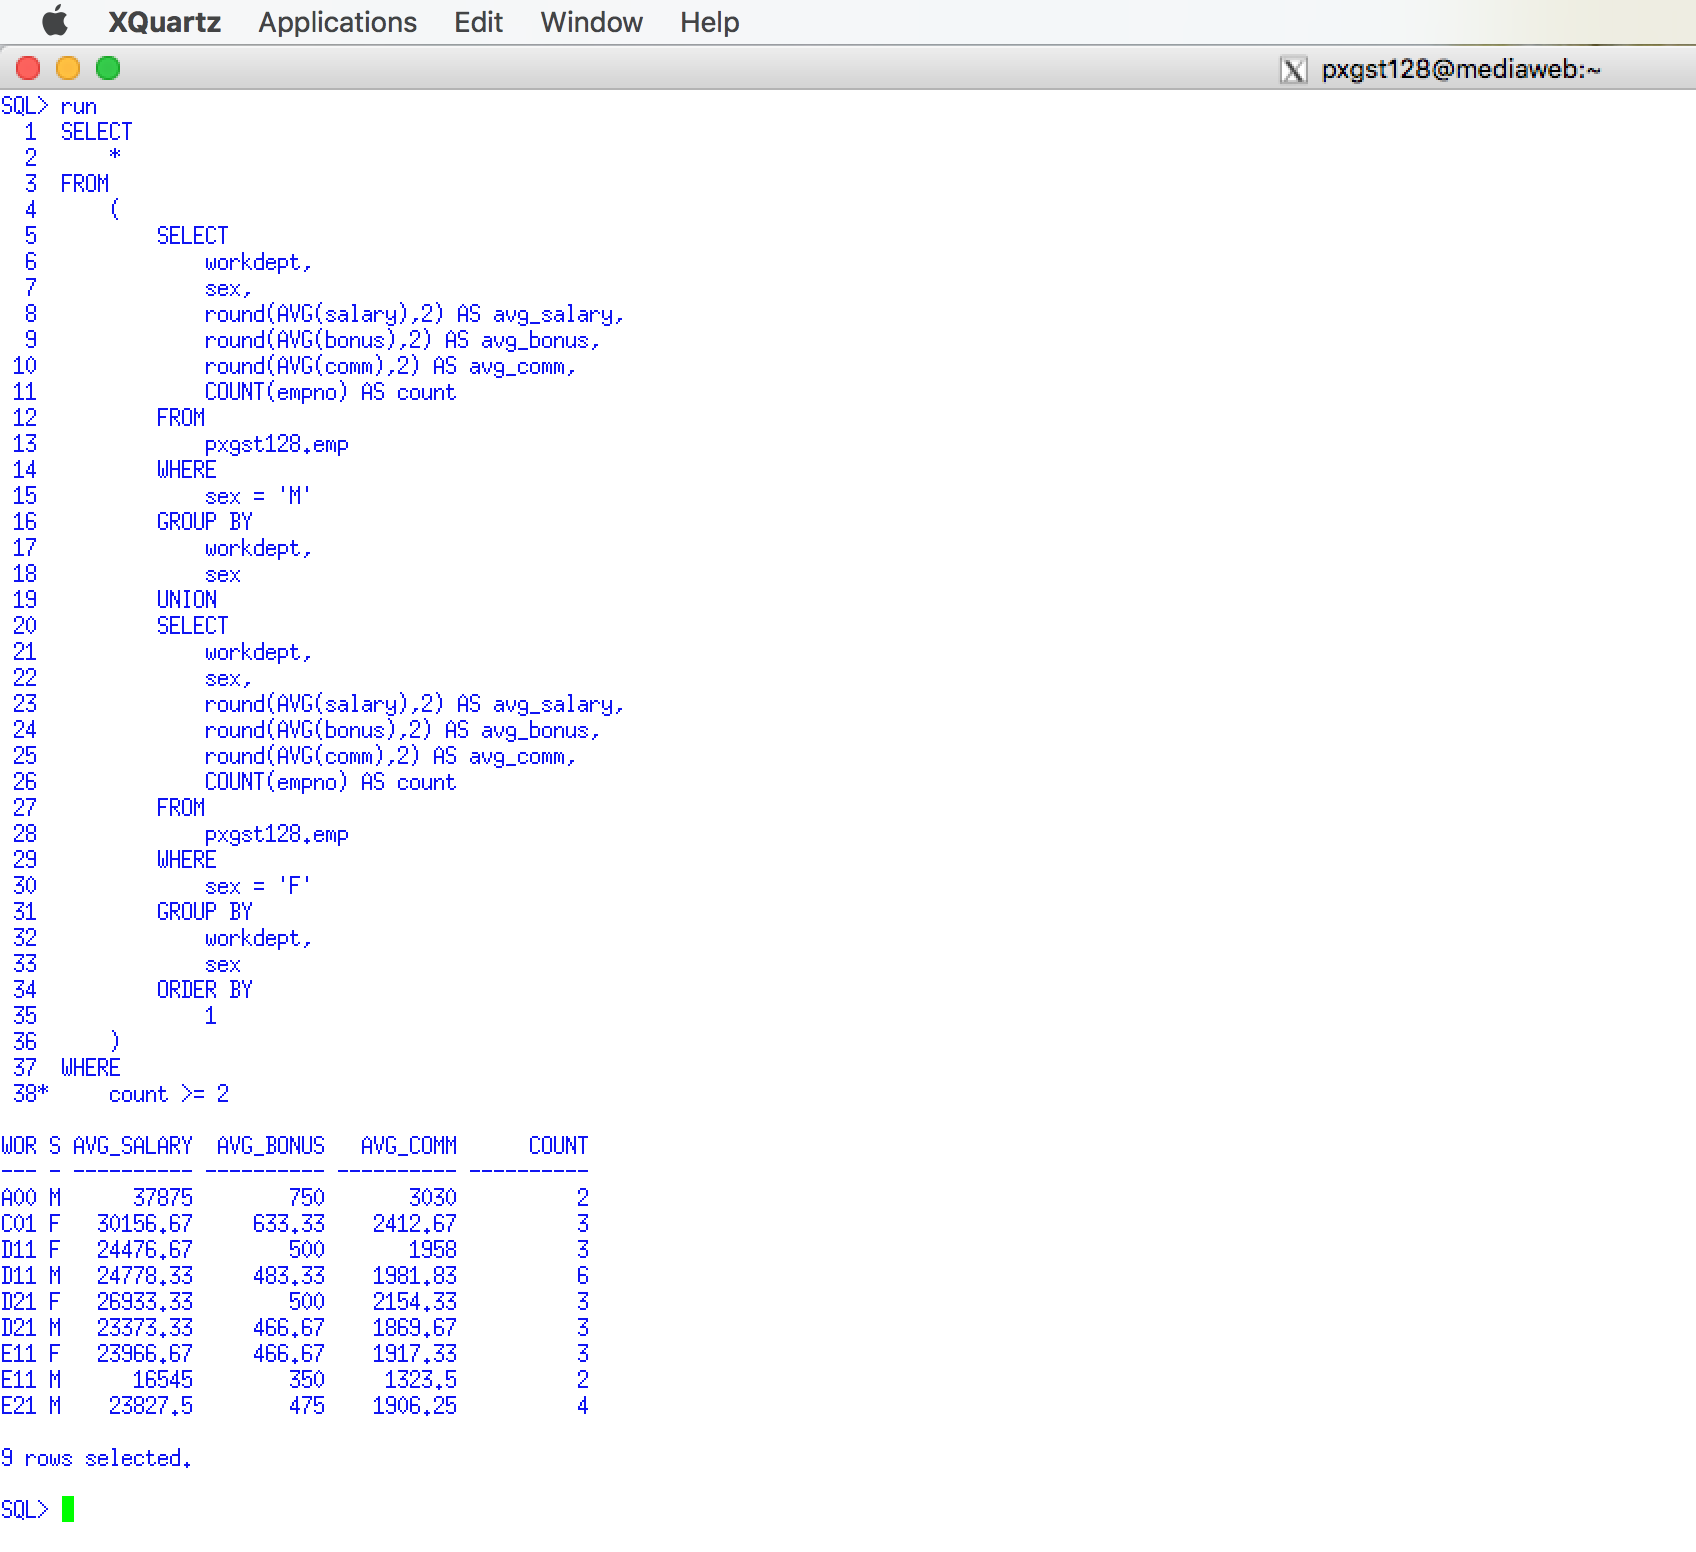 XQuartz Applications Edit Window Help
pxgst128@mediaweb:~
SQL> run
  1  SELECT
  2      *
  3  FROM
  4      (
  5          SELECT
  6              workdept,
  7              sex,
  8              round(AVG(salary),2) AS avg_salary,
  9              round(AVG(bonus),2) AS avg_bonus,
 10              round(AVG(comm),2) AS avg_comm,
 11              COUNT(empno) AS count
 12          FROM
 13              pxgst128.emp
 14          WHERE
 15              sex = 'M'
 16          GROUP BY
 17              workdept,
 18              sex
 19          UNION
 20          SELECT
 21              workdept,
 22              sex,
 23              round(AVG(salary),2) AS avg_salary,
 24              round(AVG(bonus),2) AS avg_bonus,
 25              round(AVG(comm),2) AS avg_comm,
 26              COUNT(empno) AS count
 27          FROM
 28              pxgst128.emp
 29          WHERE
 30              sex = 'F'
 31          GROUP BY
 32              workdept,
 33              sex
 34          ORDER BY
 35              1
 36      )
 37  WHERE
 38*     count >= 2
WOR S AVG_SALARY  AVG_BONUS   AVG_COMM      COUNT
--- - ---------- ---------- ---------- ----------
A00 M      37875        750       3030          2
C01 F   30156.67     633.33    2412.67          3
D11 F   24476.67        500       1958          3
D11 M   24778.33     483.33    1981.83          6
D21 F   26933.33        500    2154.33          3
D21 M   23373.33     466.67    1869.67          3
E11 F   23966.67     466.67    1917.33          3
E11 M      16545        350     1323.5          2
E21 M    23827.5        475    1906.25          4
9 rows selected.
SQL>